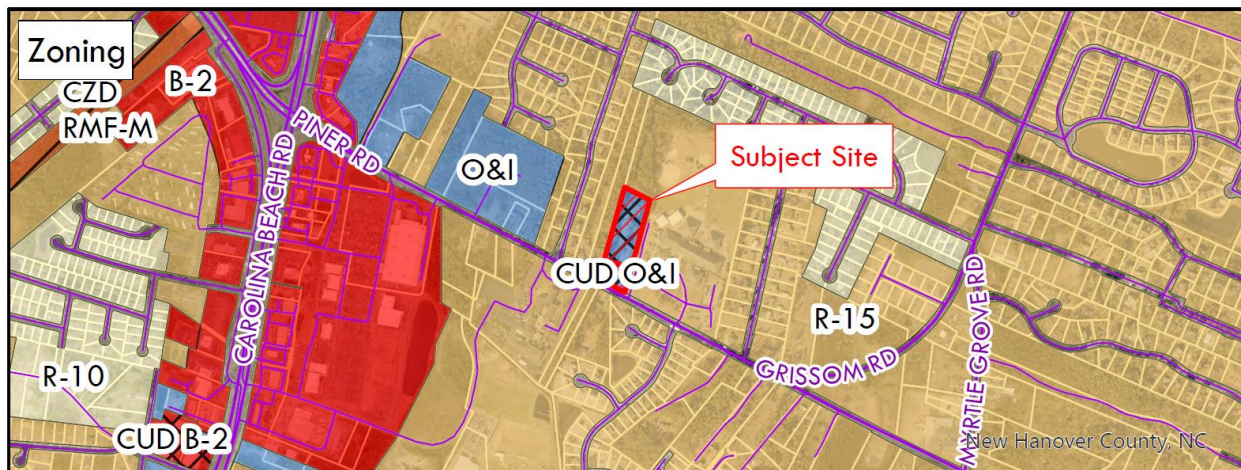 Zoning
CZD
RMF-M
B-2
PINER RD
O&I
Subject Site
CAROLINA BEACH RD
CUD O&I
R-15
R-10
GRISSOM RD
MYRTLE GROVE RD
CUD B-2
New Hanover County, NC